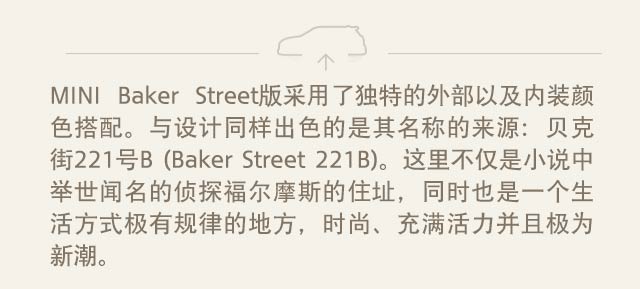 MINI Baker Street版采用了独特的外部以及内装颜
色搭配。与设计同样出色的是其名称的来源：贝克
街221号B (Baker Street 221B)。这里不仅是小说中
举世闻名的侦探福尔摩斯的住址，同时也是一个生
活方式极有规律的地方，时尚、充满活力并且极为
新潮。